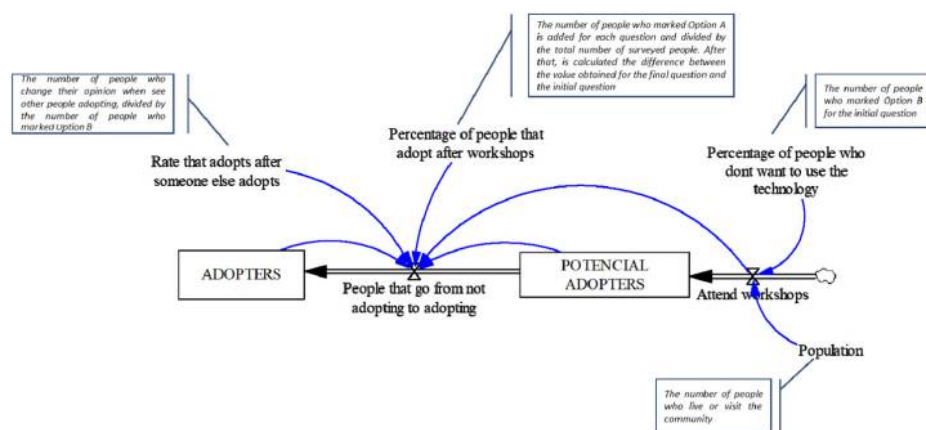 The number of people who marked Option A
is added for each question and divided by
the total number of surveyed people. After
that, is calculated the difference between
the value obtained for the final question and
the initial question
The number of people who
change their opinion when see
other people adopting, divided by
the number of people who
marked Option B
The number of people
who marked Option B
for the initial question
Percentage of people that
adopt after workshops
Rate that adopts after
someone else adopts
Percentage of people who
dont want to use the
technology
ADOPTERS
People that go from not
adopting to adopting
POTENCIAL
ADOPTERS
Attend workshops
Population
The number of people
who live or visit the
community